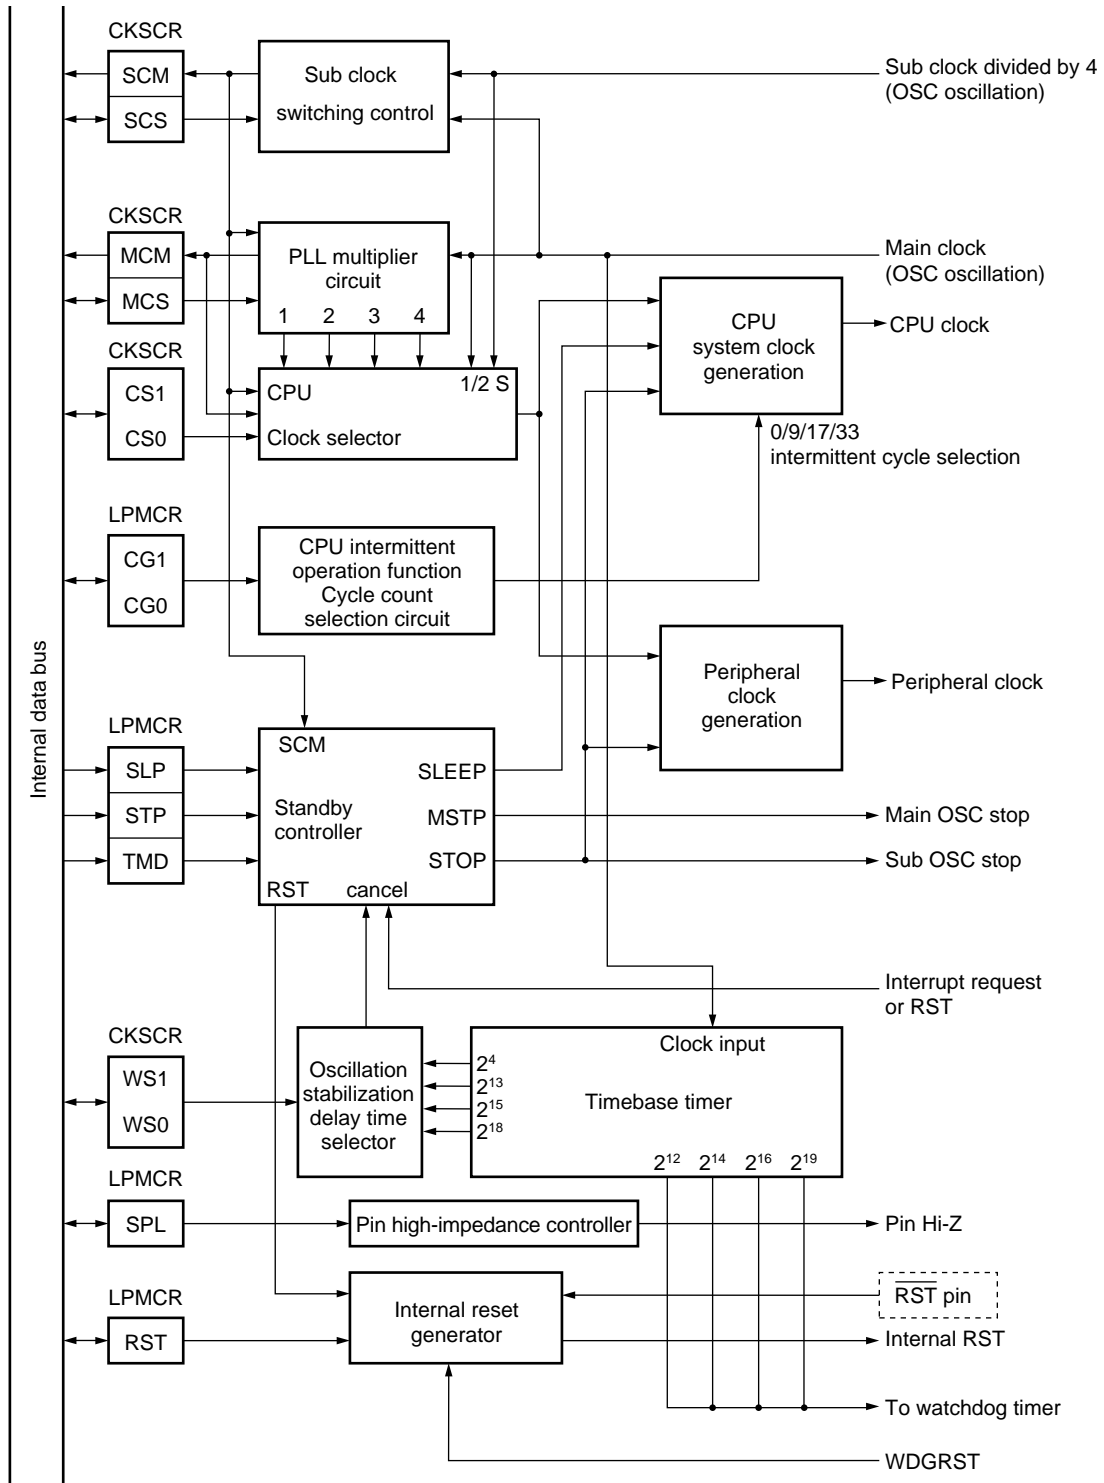 CKSCR
SCM
SCS
Sub clock
switching control
Sub clock divided by 4
(OSC oscillation)
CKSCR
MCM
MCS
PLL multiplier
circuit
1 2 3 4
Main clock
(OSC oscillation)
CPU
system clock
generation
CPU clock
CKSCR
CS1
CS0
CPU
1/2 S
Clock selector
0/9/17/33
intermittent cycle selection
LPMCR
CG1
CG0
CPU intermittent
operation function
Cycle count
selection circuit
Internal data bus
Peripheral
clock
generation
Peripheral clock
LPMCR
SLP
STP
TMD
SCM
Standby
controller
SLEEP
MSTP
STOP
RST cancel
Main OSC stop
Sub OSC stop
Interrupt request
or RST
CKSCR
WS1
WS0
Oscillation
stabilization
delay time
selector
Clock input
2⁴
2¹³
2¹⁵
2¹⁸
Timebase timer
2¹² 2¹⁴ 2¹⁶ 2¹⁹
LPMCR
SPL
Pin high-impedance controller
Pin Hi-Z
LPMCR
RST
Internal reset
generator
R̅S̅T̅ pin
Internal RST
To watchdog timer
WDGRST